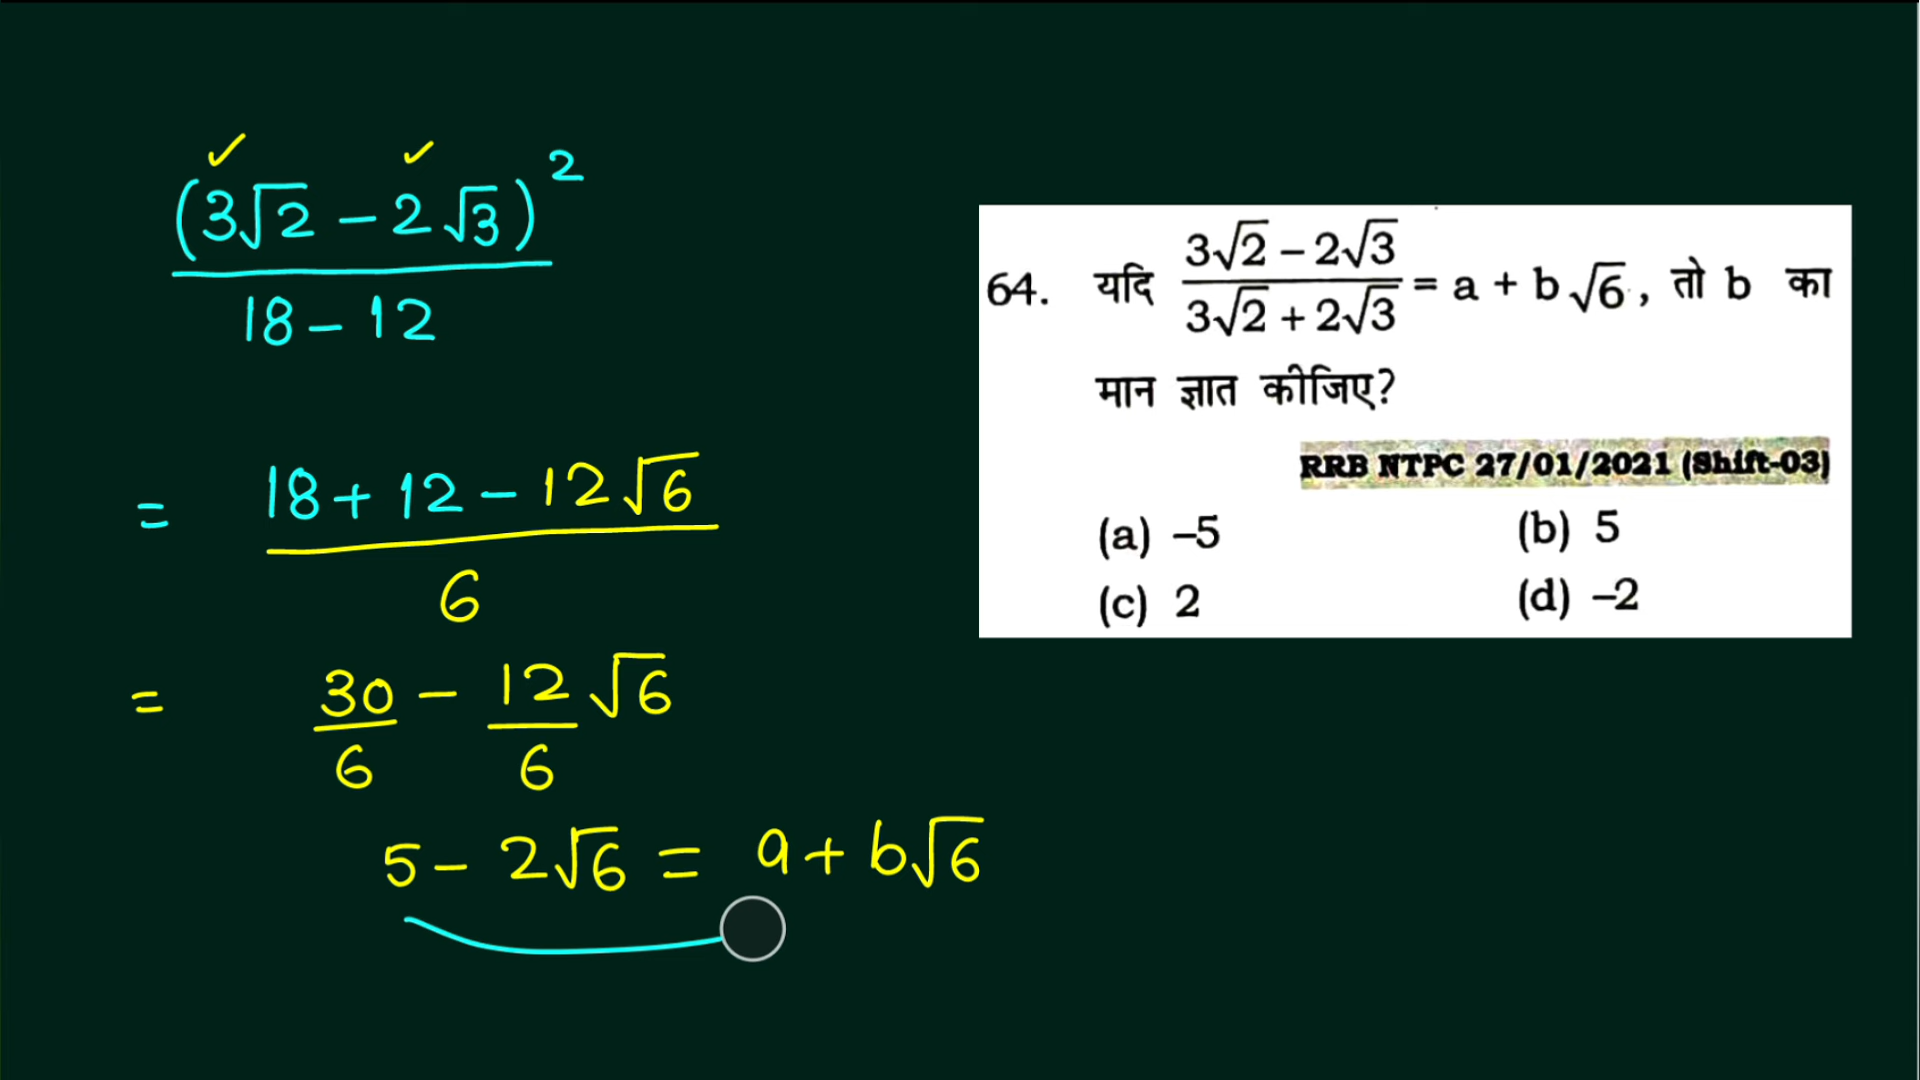 (3√2 - 2√3)²
18 - 12
= 18 + 12 - 12√6
6
= 30 - 12 √6
6 6
5 - 2√6 = a + b√6
64. यदि 3√2 – 2√3 / 3√2 + 2√3 = a + b√6, तो b का
मान ज्ञात कीजिए?
RRB NTPC 27/01/2021 (Shift-03)
(a) –5 (b) 5
(c) 2 (d) –2